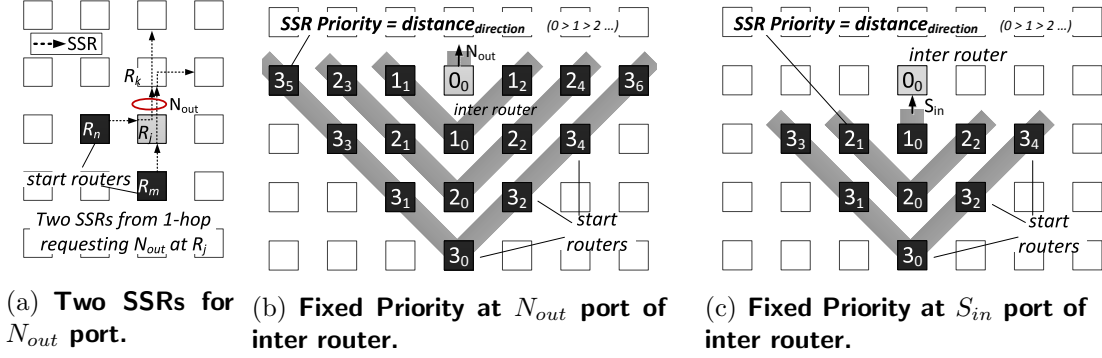 SSR
R_k
N_out
R_n
R_j
start routers
R_m
Two SSRs from 1-hop
requesting N_out at R_j
(a) Two SSRs for
N_out port.
SSR Priority = distance_direction (0 > 1 > 2 ...)
N_out
3_5 2_3 1_1 0_0 1_2 2_4 3_6
inter router
3_3 2_1 1_0 2_2 3_4
3_1 2_0 3_2
start
routers
3_0
(b) Fixed Priority at N_out port of
inter router.
SSR Priority = distance_direction (0 > 1 > 2 ...)
inter router
0_0
S_in
3_3 2_1 1_0 2_2 3_4
3_1 2_0 3_2
start
routers
3_0
(c) Fixed Priority at S_in port of
inter router.